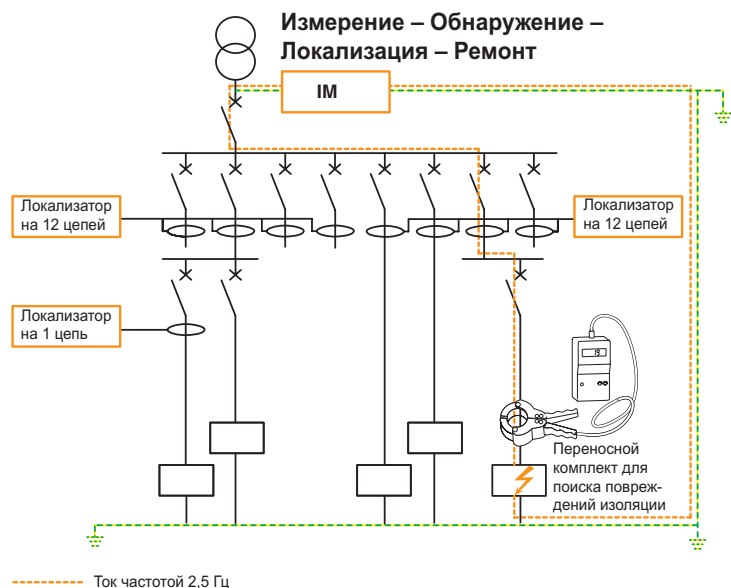 Измерение – Обнаружение –
Локализация – Ремонт
IM
Локализатор
на 12 цепей
Локализатор
на 12 цепей
Локализатор
на 1 цепь
19
Переносной
комплект для
поиска повреж-
дений изоляции
Ток частотой 2,5 Гц